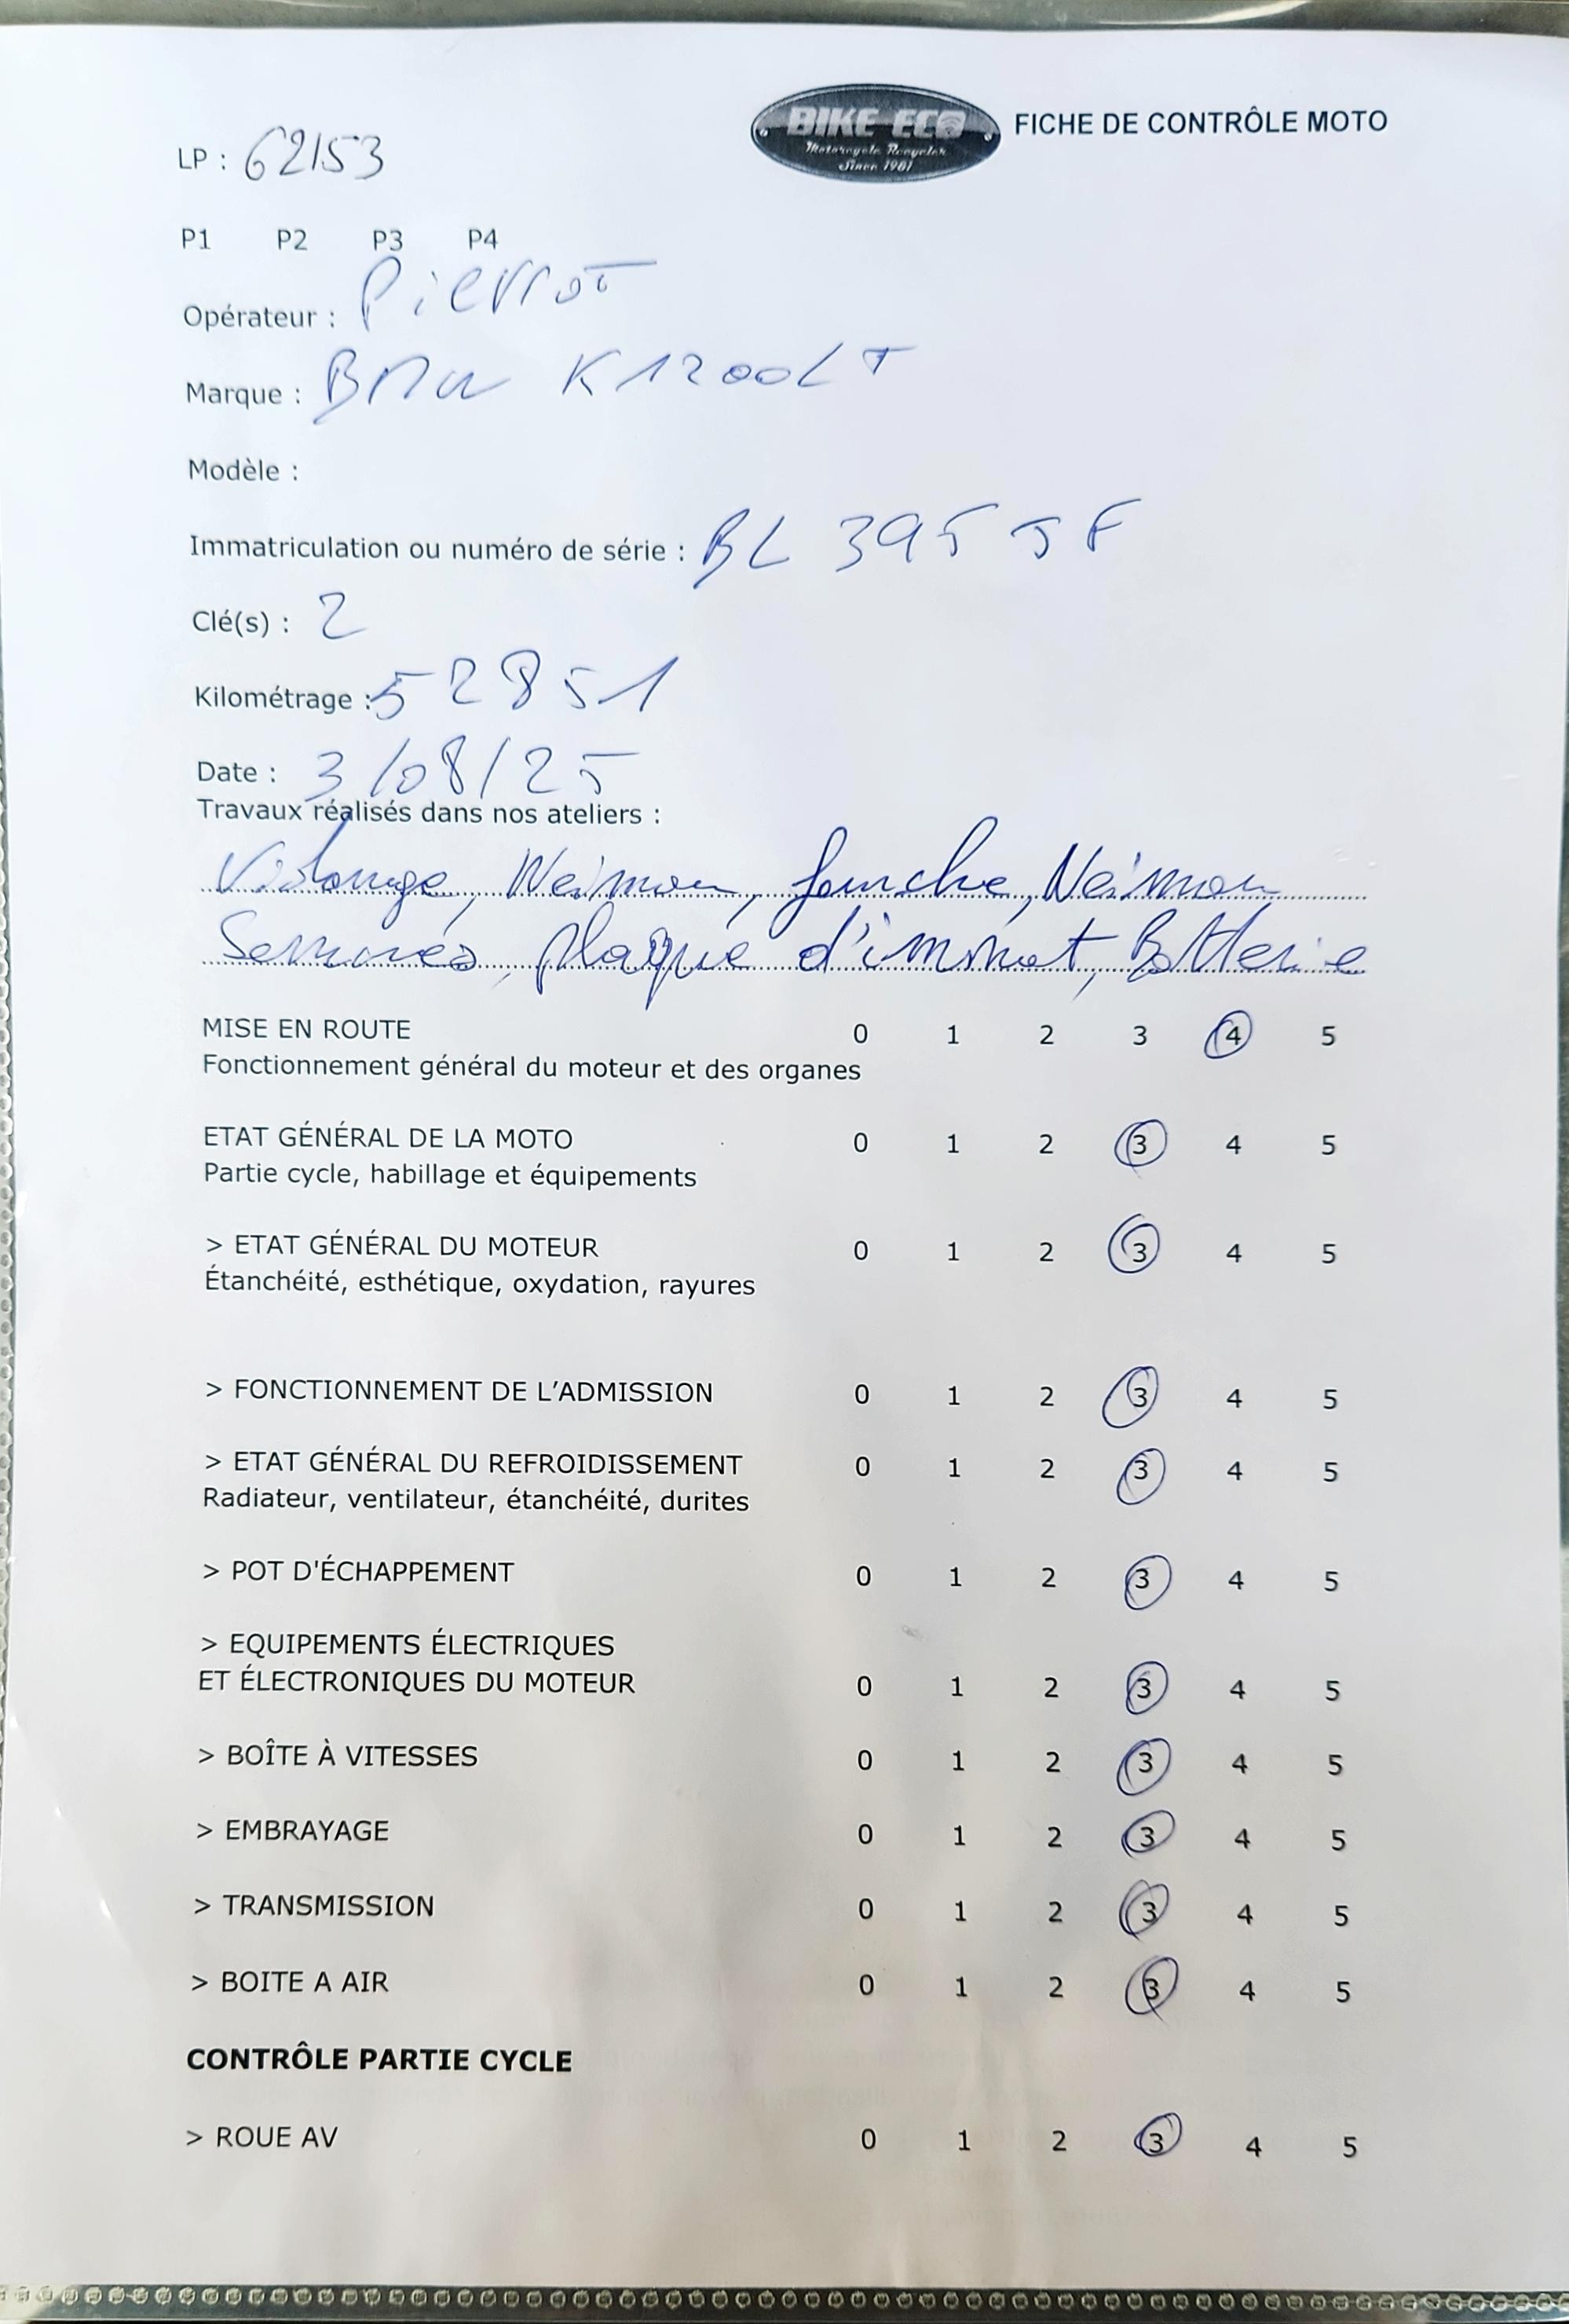 BIKE ECO
Motorcycle Recycler
Since 1981
FICHE DE CONTRÔLE MOTO
LP : 62153
P1 P2 P3 P4
Opérateur : Pierrot
Marque : BMW K1200LT
Modèle :
Immatriculation ou numéro de série : BL 395 JF
Clé(s) : 2
Kilométrage : 52851
Date : 3/08/25
Travaux réalisés dans nos ateliers :
Vidange, Neiman, fourche, Neiman
Serrures, plaque d'immat, Batterie
MISE EN ROUTE 0 1 2 3 4 5
Fonctionnement général du moteur et des organes
ETAT GÉNÉRAL DE LA MOTO 0 1 2 3 4 5
Partie cycle, habillage et équipements
> ETAT GÉNÉRAL DU MOTEUR 0 1 2 3 4 5
Étanchéité, esthétique, oxydation, rayures
> FONCTIONNEMENT DE L'ADMISSION 0 1 2 3 4 5
> ETAT GÉNÉRAL DU REFROIDISSEMENT 0 1 2 3 4 5
Radiateur, ventilateur, étanchéité, durites
> POT D'ÉCHAPPEMENT 0 1 2 3 4 5
> EQUIPEMENTS ÉLECTRIQUES
ET ÉLECTRONIQUES DU MOTEUR 0 1 2 3 4 5
> BOÎTE À VITESSES 0 1 2 3 4 5
> EMBRAYAGE 0 1 2 3 4 5
> TRANSMISSION 0 1 2 3 4 5
> BOITE A AIR 0 1 2 3 4 5
CONTRÔLE PARTIE CYCLE
> ROUE AV 0 1 2 3 4 5